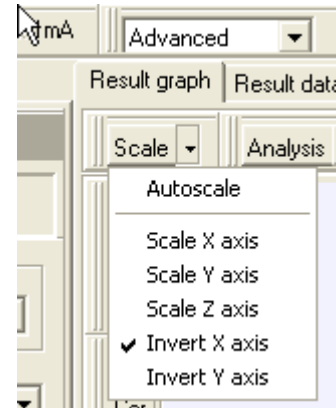 mA
Advanced
Result graph
Result data
Scale
Analysis
Autoscale
Scale X axis
Scale Y axis
Scale Z axis
Invert X axis
Invert Y axis